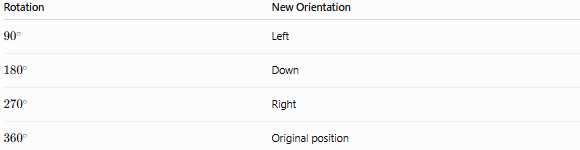 Rotation New Orientation
90° Left
180° Down
270° Right
360° Original position